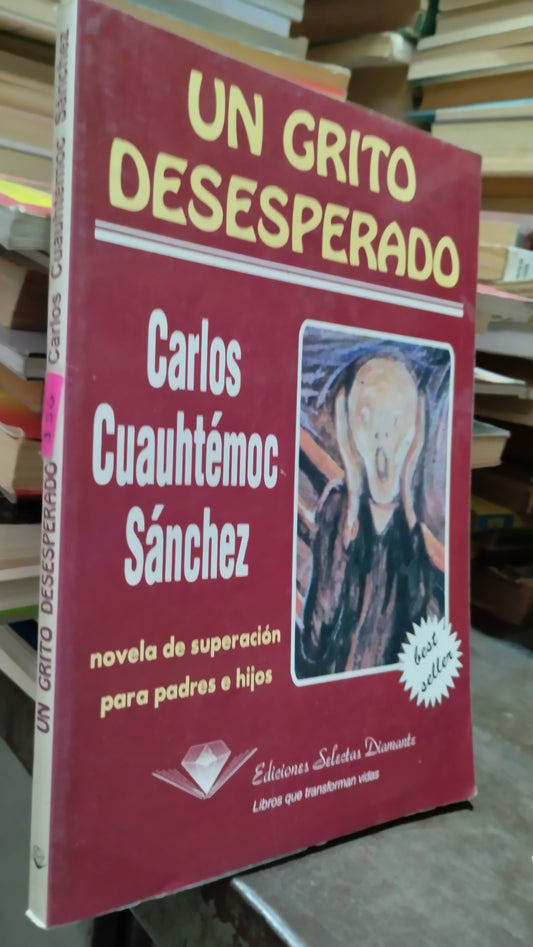 UN GRITO
DESESPERADO
Carlos
Cuauhtémoc
Sánchez
novela de superación
para padres e hijos
best
seller
Ediciones Selectas Diamante
Libros que transforman vidas
UN GRITO DESESPERADO
Carlos Cuauhtémoc Sánchez